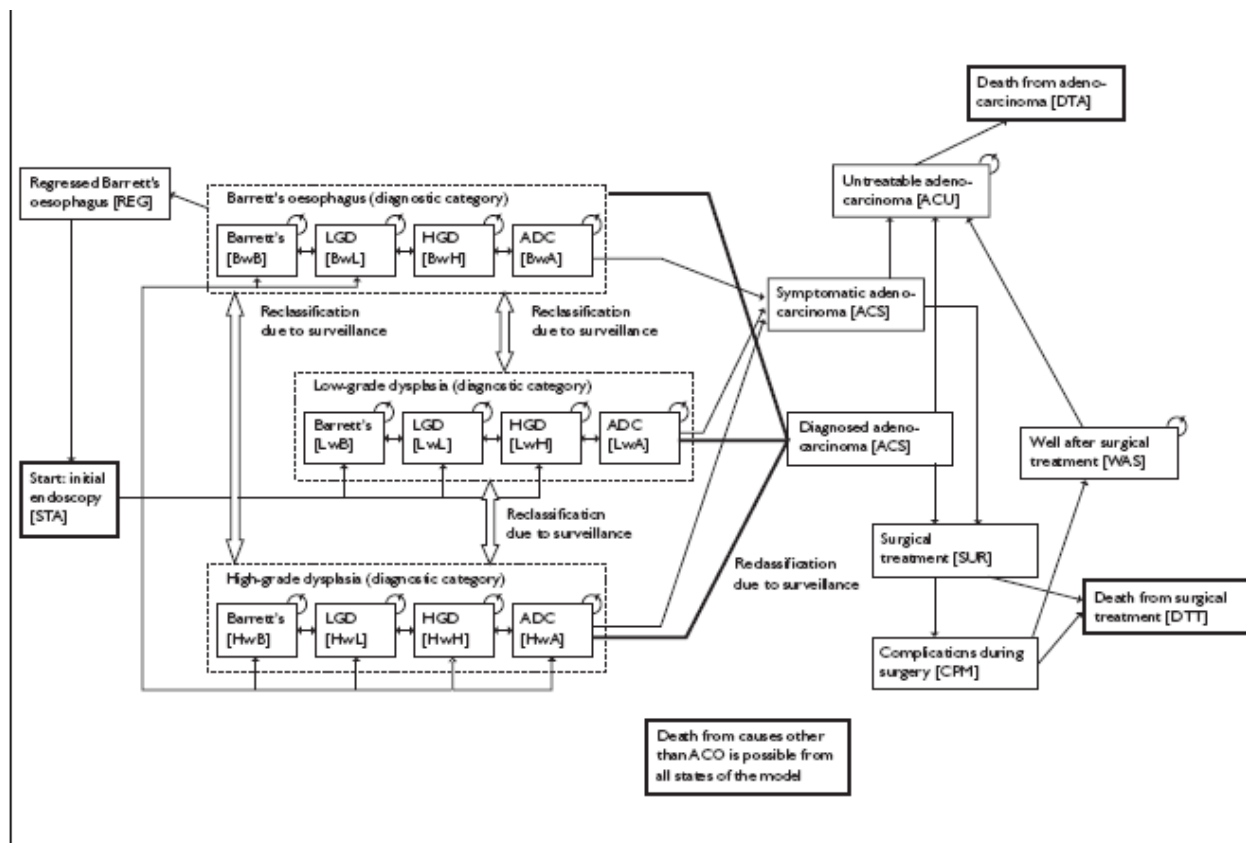 Death from adeno-
carcinoma [DTA]
Regressed Barrett's
oesophagus [REG]
Untreatable adeno-
carcinoma [ACU]
Barrett's oesophagus (diagnostic category)
Barrett's
[BwB]
LGD
[BwL]
HGD
[BwH]
ADC
[BwA]
Symptomatic adeno-
carcinoma [ACS]
Reclassification
due to surveillance
Reclassification
due to surveillance
Low-grade dysplasia (diagnostic category)
Barrett's
[LwB]
LGD
[LwL]
HGD
[LwH]
ADC
[LwA]
Diagnosed adeno-
carcinoma [ACS]
Well after surgical
treatment [WAS]
Start: initial
endoscopy
[STA]
Reclassification
due to surveillance
Surgical
treatment [SUR]
High-grade dysplasia (diagnostic category)
Reclassification
due to surveillance
Barrett's
[HwB]
LGD
[HwL]
HGD
[HwH]
ADC
[HwA]
Death from surgical
treatment [DTT]
Complications during
surgery [CPM]
Death from causes other
than ACO is possible from
all states of the model